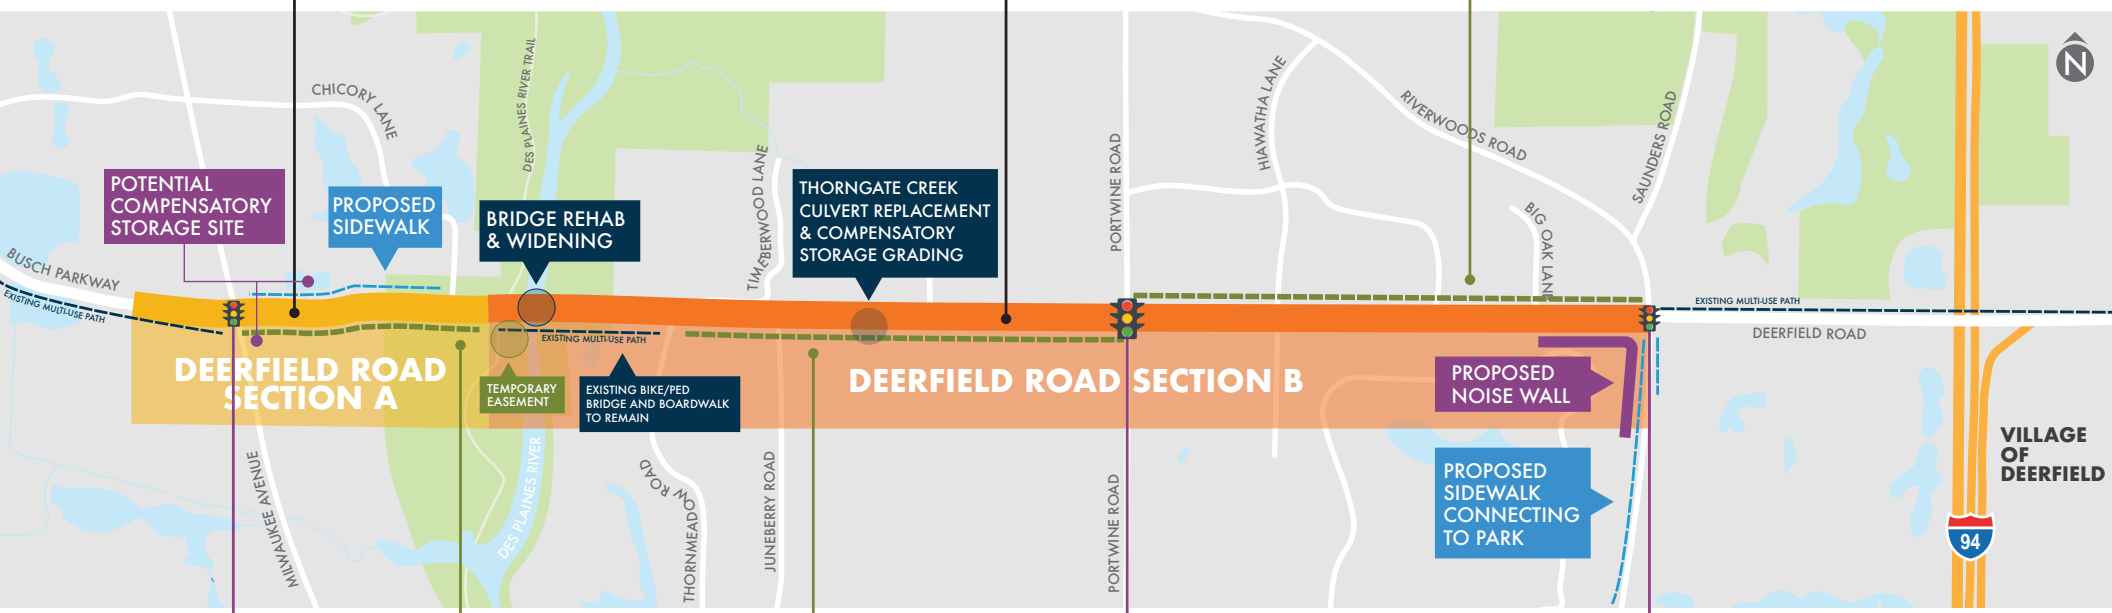 CHICORY LANE
DES PLAINES RIVER TRAIL
TIMBERWOOD LANE
PORTWINE ROAD
HIAWATHA LANE
RIVERWOODS ROAD
SAUNDERS ROAD
BIG OAK LANE
N
POTENTIAL
COMPENSATORY
STORAGE SITE
PROPOSED
SIDEWALK
BRIDGE REHAB
& WIDENING
THORNGATE CREEK
CULVERT REPLACEMENT
& COMPENSATORY
STORAGE GRADING
BUSCH PARKWAY
EXISTING MULTI-USE PATH
EXISTING MULTI-USE PATH
EXISTING MULTI-USE PATH
DEERFIELD ROAD
DEERFIELD ROAD
SECTION A
TEMPORARY
EASEMENT
EXISTING BIKE/PED
BRIDGE AND BOARDWALK
TO REMAIN
DEERFIELD ROAD SECTION B
PROPOSED
NOISE WALL
PROPOSED
SIDEWALK
CONNECTING
TO PARK
VILLAGE
OF
DEERFIELD
MILWAUKEE AVENUE
DES PLAINES RIVER
THORNMEADOW ROAD
JUNEBERRY ROAD
PORTWINE ROAD
94